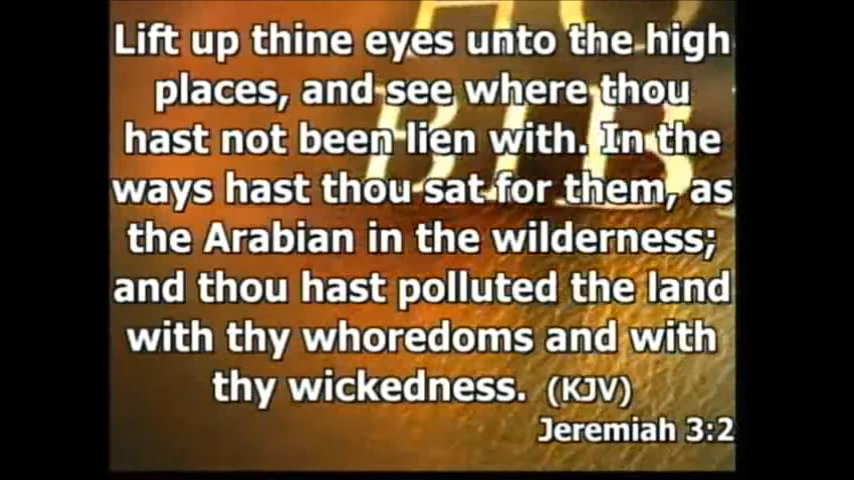 Lift up thine eyes unto the high
places, and see where thou
hast not been lien with. In the
ways hast thou sat for them, as
the Arabian in the wilderness;
and thou hast polluted the land
with thy whoredoms and with
thy wickedness. (KJV)
Jeremiah 3:2